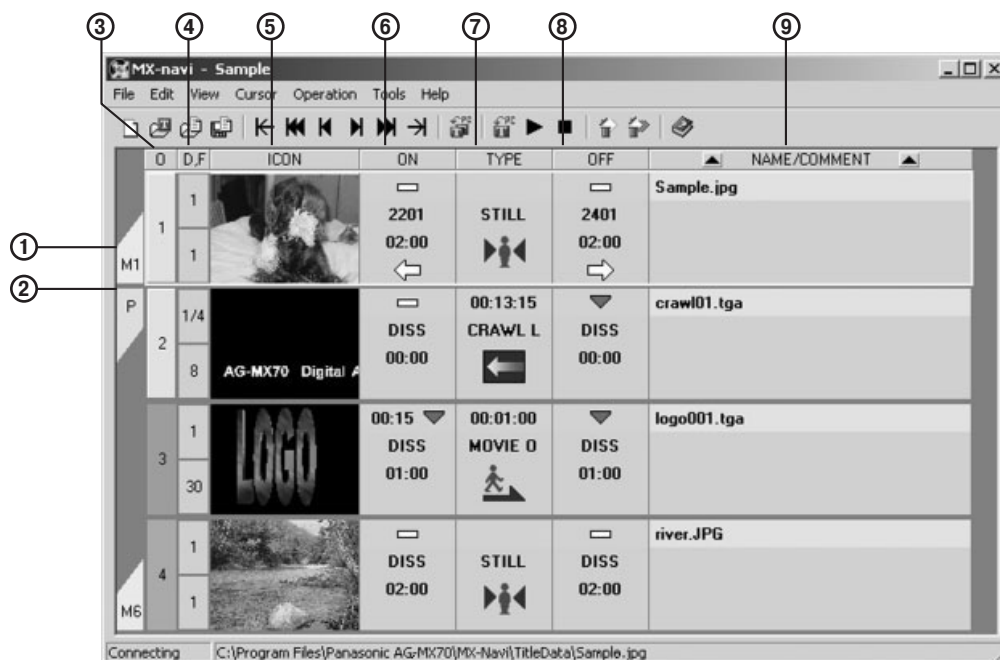 ③ ④ ⑤ ⑥ ⑦ ⑧ ⑨
MX-navi - Sample
File Edit View Cursor Operation Tools Help
O D,F ICON ON TYPE OFF NAME/COMMENT
①
M1
1
1
1
2201
02:00
STILL
2401
02:00
Sample.jpg
②
P
2
1/4
8
AG-MX70 Digital A
DISS
00:00
00:13:15
CRAWL L
DISS
00:00
crawl01.tga
3
1
30
LOGO
00:15
DISS
01:00
00:01:00
MOVIE O
DISS
01:00
logo001.tga
M6
4
1
1
DISS
02:00
STILL
DISS
02:00
river.JPG
Connecting C:\Program Files\Panasonic AG-MX70\MX-Navi\TitleData\Sample.jpg